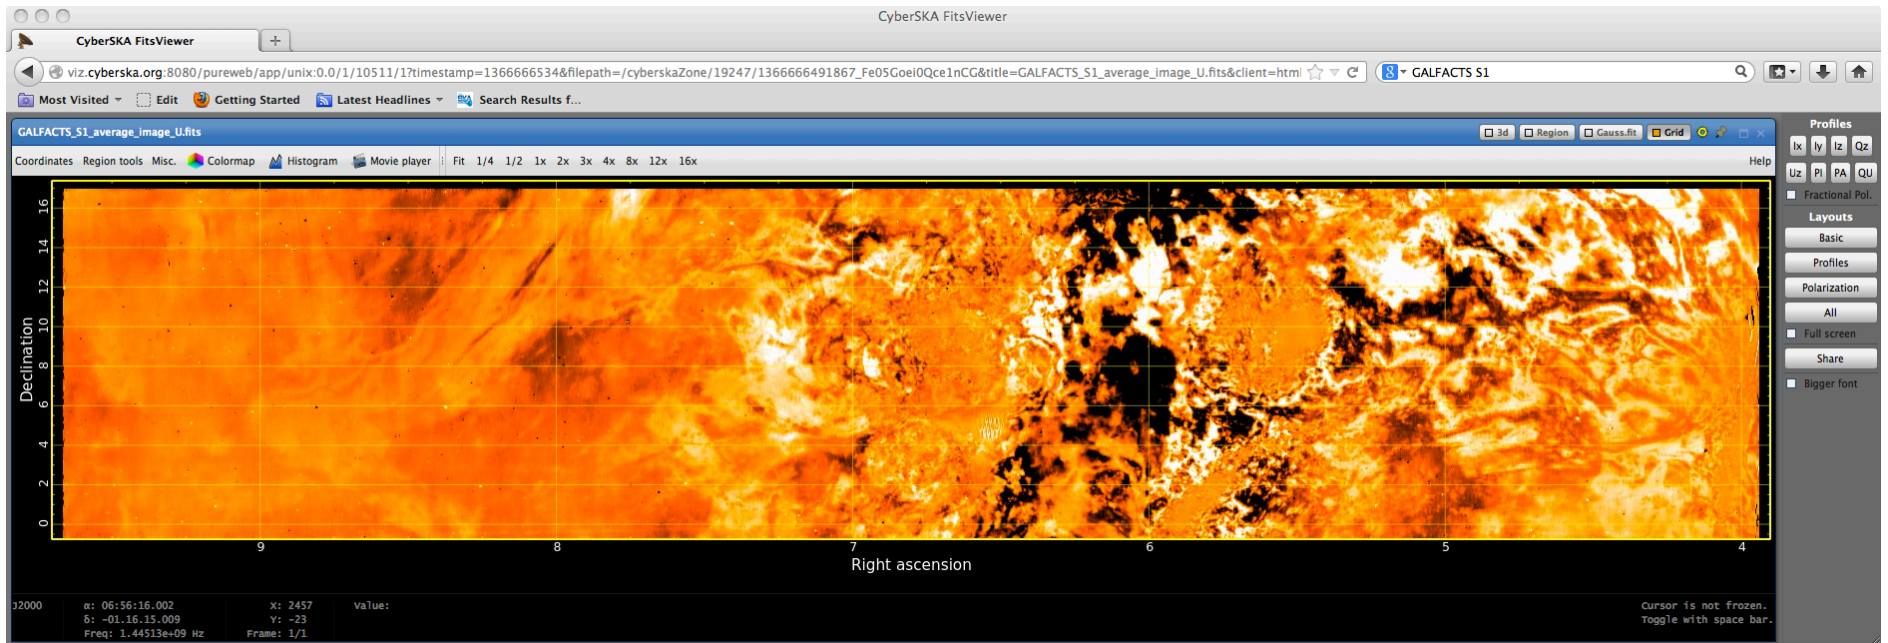 CyberSKA FitsViewer
CyberSKA FitsViewer
viz.cyberska.org:8080/pureweb/app/unix:0.0/1/10511/1?timestamp=1366666534&filepath=/cyberskaZone/19247/1366666491867_Fe05Goei0Qce1nCG&title=GALFACTS_S1_average_image_U.fits&client=html
GALFACTS S1
Most Visited Edit Getting Started Latest Headlines Search Results f...
GALFACTS_S1_average_image_U.fits 3d Region Gauss.fit Grid
Coordinates Region tools Misc. Colormap Histogram Movie player Fit 1/4 1/2 1x 2x 3x 4x 8x 12x 16x Help
Profiles
Ix Iy Iz Qz
Uz PI PA QU
Fractional Pol.
Layouts
Basic
Profiles
Polarization
All
Full screen
Share
Bigger font
Declination
16
14
12
10
8
6
4
2
0
9 8 7 6 5 4
Right ascension
J2000 α: 06:56:16.002 X: 2457 Value: Cursor is not frozen.
δ: -01.16.15.009 Y: -23 Toggle with space bar.
Freq: 1.44513e+09 Hz Frame: 1/1